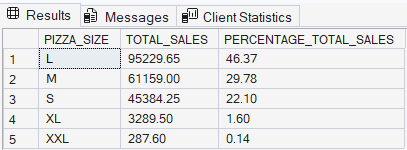 Results Messages Client Statistics
PIZZA_SIZE TOTAL_SALES PERCENTAGE_TOTAL_SALES
1 L 95229.65 46.37
2 M 61159.00 29.78
3 S 45384.25 22.10
4 XL 3289.50 1.60
5 XXL 287.60 0.14